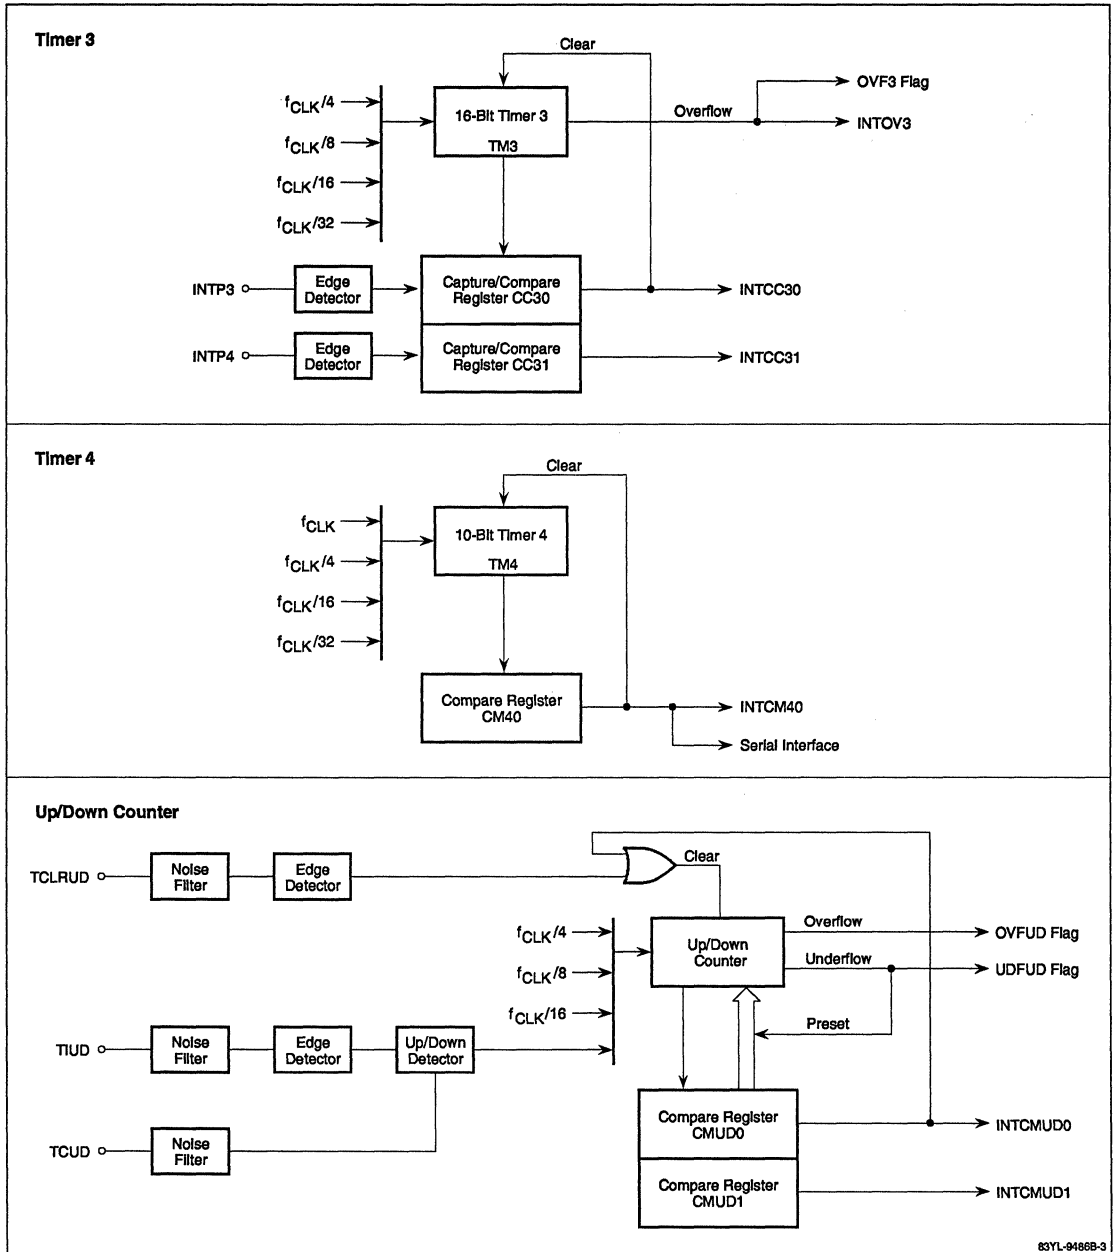 Timer 3
Clear
fCLK/4
fCLK/8
fCLK/16
fCLK/32
16-Bit Timer 3
TM3
Overflow
OVF3 Flag
INTOV3
INTP3
Edge
Detector
Capture/Compare
Register CC30
INTCC30
INTP4
Edge
Detector
Capture/Compare
Register CC31
INTCC31
Timer 4
Clear
fCLK
fCLK/4
fCLK/16
fCLK/32
10-Bit Timer 4
TM4
Compare Register
CM40
INTCM40
Serial Interface
Up/Down Counter
TCLRUD
Noise
Filter
Edge
Detector
Clear
fCLK/4
fCLK/8
fCLK/16
Up/Down
Counter
Overflow
OVFUD Flag
Underflow
UDFUD Flag
Preset
TIUD
Noise
Filter
Edge
Detector
Up/Down
Detector
TCUD
Noise
Filter
Compare Register
CMUD0
INTCMUD0
Compare Register
CMUD1
INTCMUD1
83YL-9486B-3